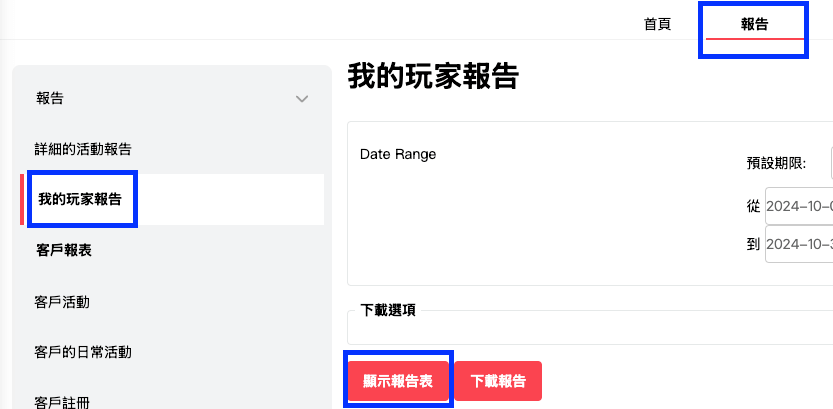 首頁
報告
報告
詳細的活動報告
我的玩家報告
客戶報表
客戶活動
客戶的日常活動
客戶註冊
我的玩家報告
Date Range
預設期限:
從 2024-10-0
到 2024-10-3
下載選項
顯示報告表
下載報告